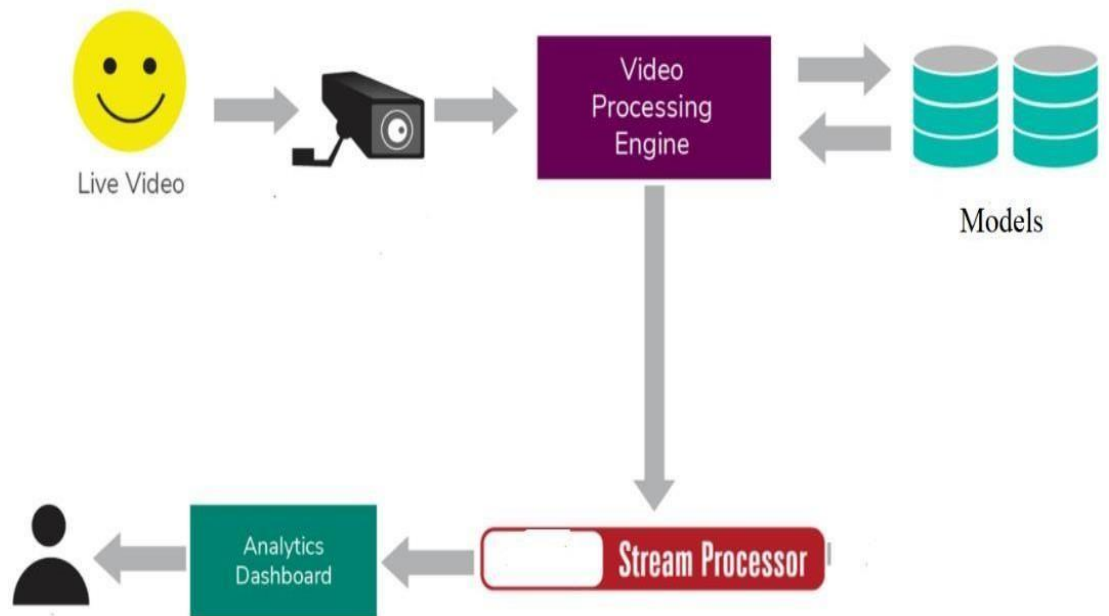 Live Video
Video
Processing
Engine
Models
Analytics
Dashboard
Stream Processor